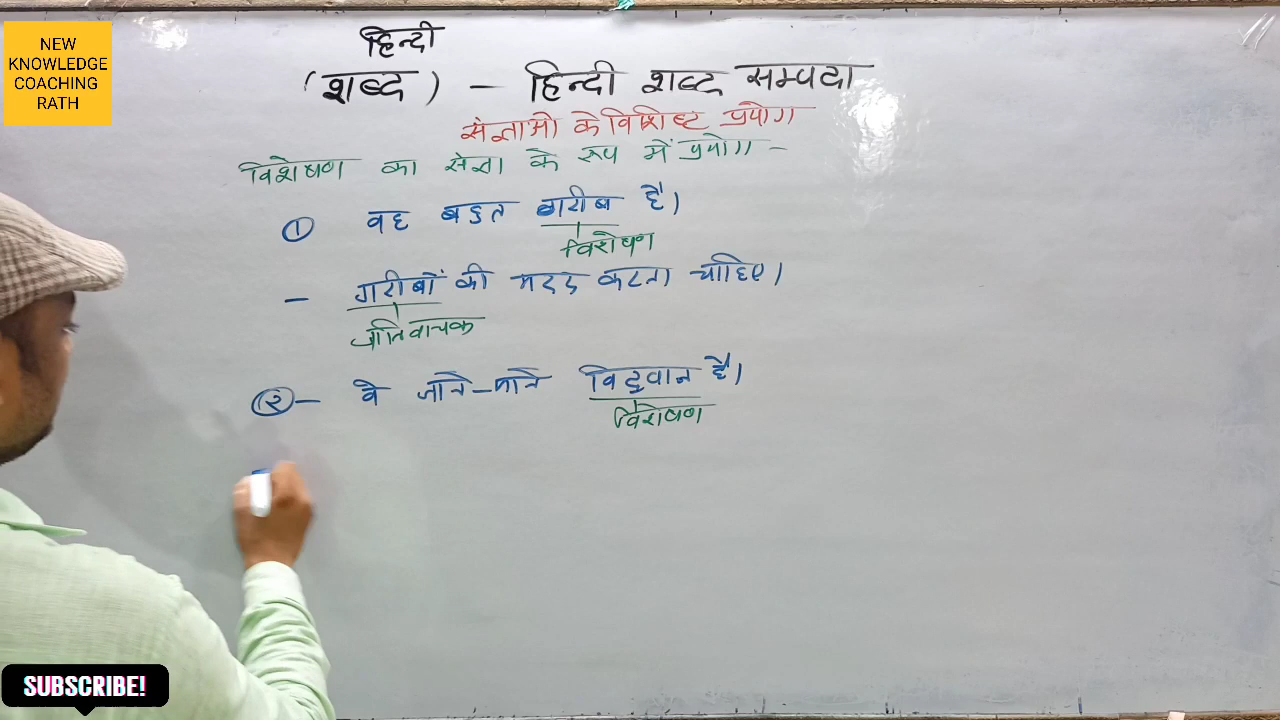 NEW
KNOWLEDGE
COACHING
RATH
हिन्दी
(शब्द) - हिन्दी शब्द सम्पदा
संज्ञाओ के विशिष्ट प्रयोग
विशेषण का संज्ञा के रूप में प्रयोग -
① वह बहुत गरीब है।
विशेषण
- गरीबों की मदद करना चाहिए।
जातिवाचक
②- वे जाने-माने विद्वान है।
विशेषण
SUBSCRIBE!